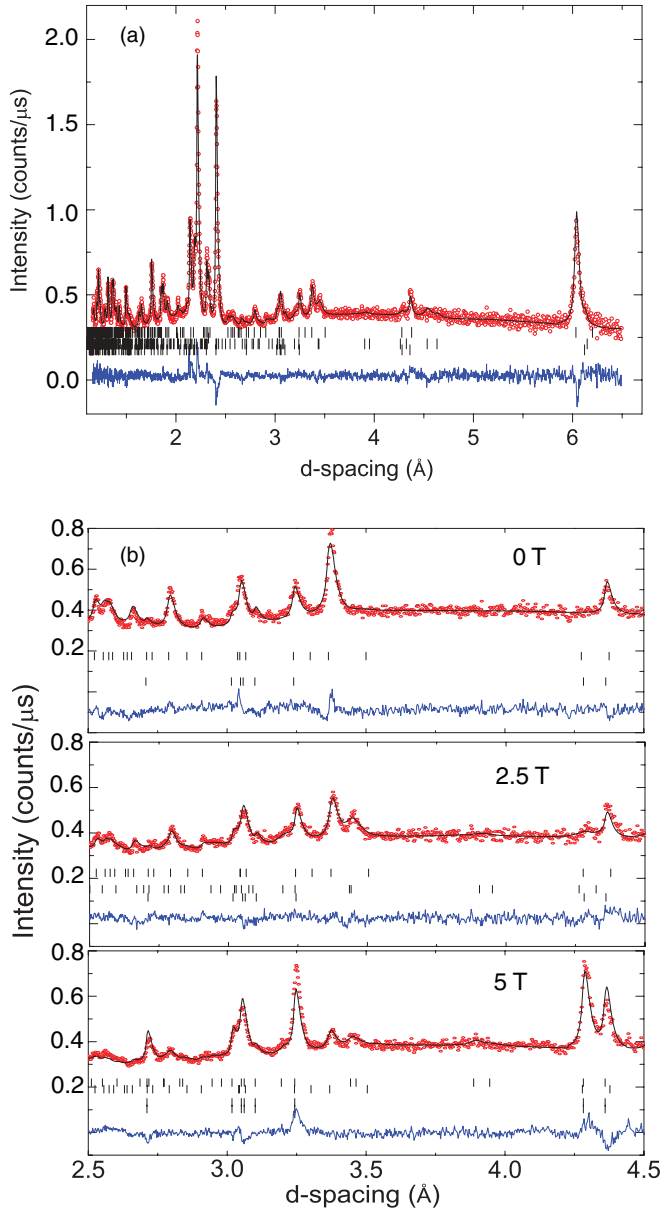 (a)
2.0
1.5
1.0
0.5
0.0
Intensity (counts/μs)
2 3 4 5 6
d-spacing (Å)
(b)
0 T
0.8
0.6
0.4
0.2
2.5 T
0.8
0.6
0.4
0.2
Intensity (counts/μs)
5 T
0.8
0.6
0.4
0.2
2.5 3.0 3.5 4.0 4.5
d-spacing (Å)